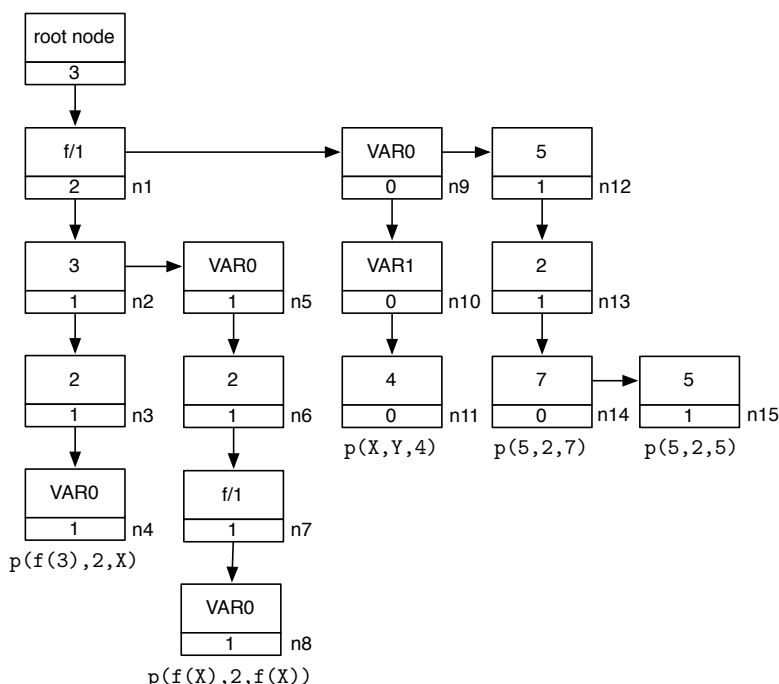 root node
3
f/1
2 n1
VAR0
0 n9
5
1 n12
3
1 n2
VAR0
1 n5
VAR1
0 n10
2
1 n13
2
1 n3
2
1 n6
4
0 n11
p(X,Y,4)
7
0 n14
p(5,2,7)
5
1 n15
p(5,2,5)
VAR0
1 n4
p(f(3),2,X)
f/1
1 n7
VAR0
1 n8
p(f(X),2,f(X))